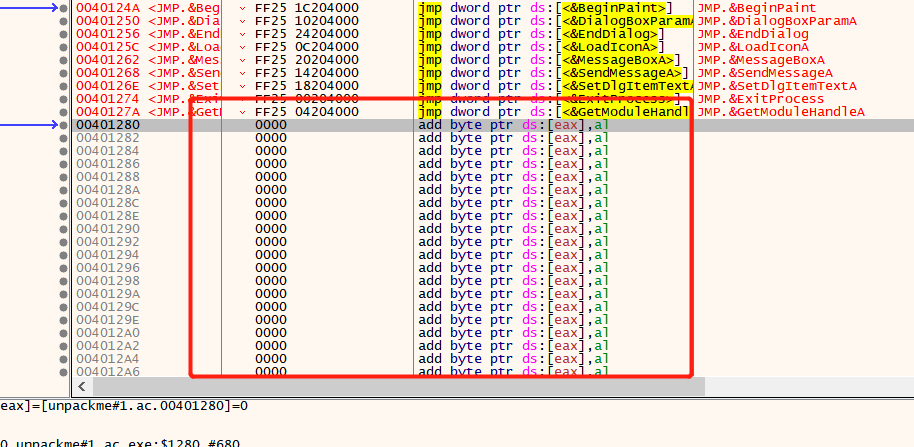 0040124A <JMP.&Beg FF25 1C204000 jmp dword ptr ds:[<&BeginPaint>] JMP.&BeginPaint
00401250 <JMP.&Dia FF25 10204000 jmp dword ptr ds:[<&DialogBoxParamA JMP.&DialogBoxParamA
00401256 <JMP.&End FF25 24204000 jmp dword ptr ds:[<&EndDialog>] JMP.&EndDialog
0040125C <JMP.&Loa FF25 0C204000 jmp dword ptr ds:[<&LoadIconA>] JMP.&LoadIconA
00401262 <JMP.&Mes FF25 20204000 jmp dword ptr ds:[<&MessageBoxA>] JMP.&MessageBoxA
00401268 <JMP.&Sen FF25 14204000 jmp dword ptr ds:[<&SendMessageA>] JMP.&SendMessageA
0040126E <JMP.&Set FF25 18204000 jmp dword ptr ds:[<&SetDlgItemTextA JMP.&SetDlgItemTextA
00401274 <JMP.&Exi FF25 00204000 jmp dword ptr ds:[<&ExitProcess>] JMP.&ExitProcess
0040127A <JMP.&Get FF25 04204000 jmp dword ptr ds:[<&GetModuleHandl JMP.&GetModuleHandleA
00401280 0000 add byte ptr ds:[eax],al
00401282 0000 add byte ptr ds:[eax],al
00401284 0000 add byte ptr ds:[eax],al
00401286 0000 add byte ptr ds:[eax],al
00401288 0000 add byte ptr ds:[eax],al
0040128A 0000 add byte ptr ds:[eax],al
0040128C 0000 add byte ptr ds:[eax],al
0040128E 0000 add byte ptr ds:[eax],al
00401290 0000 add byte ptr ds:[eax],al
00401292 0000 add byte ptr ds:[eax],al
00401294 0000 add byte ptr ds:[eax],al
00401296 0000 add byte ptr ds:[eax],al
00401298 0000 add byte ptr ds:[eax],al
0040129A 0000 add byte ptr ds:[eax],al
0040129C 0000 add byte ptr ds:[eax],al
0040129E 0000 add byte ptr ds:[eax],al
004012A0 0000 add byte ptr ds:[eax],al
004012A2 0000 add byte ptr ds:[eax],al
004012A4 0000 add byte ptr ds:[eax],al
004012A6 0000 add byte ptr ds:[eax],al
eax]=[unpackme#1.ac.00401280]=0
0 unpackme#1.ac.exe:$1280 #680